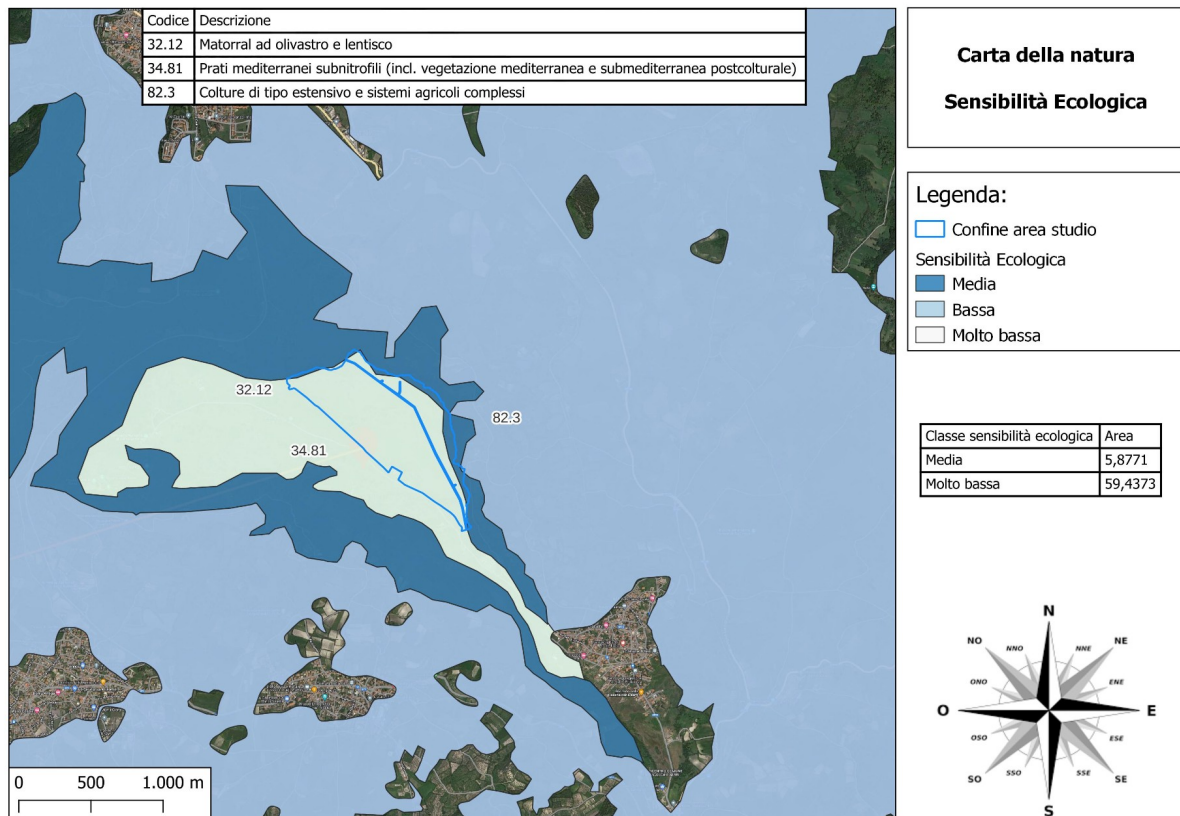 Codice Descrizione
32.12 Matorral ad olivastro e lentisco
34.81 Prati mediterranei subnitrofili (incl. vegetazione mediterranea e submediterranea postcolturale)
82.3 Colture di tipo estensivo e sistemi agricoli complessi
Carta della natura
Sensibilità Ecologica
Legenda:
Confine area studio
Sensibilità Ecologica
Media
Bassa
Molto bassa
32.12
82.3
34.81
Classe sensibilità ecologica Area
Media 5,8771
Molto bassa 59,4373
0 500 1.000 m
N
NNO NNE
NO NE
ONO ENE
O E
OSO ESE
SO SE
SSO SSE
S